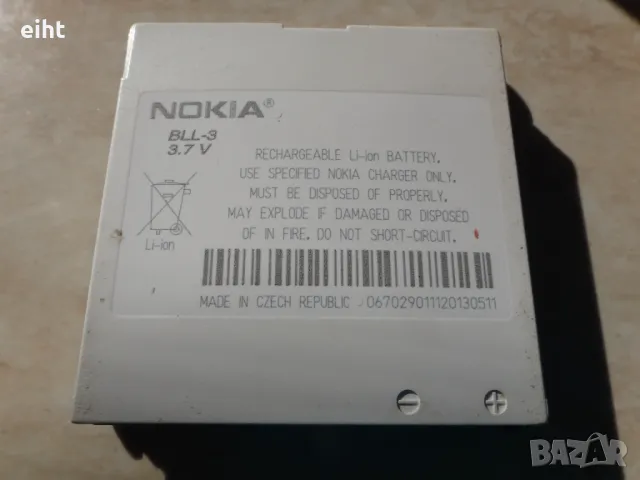 eiht
NOKIA®
BLL-3
3.7 V
RECHARGEABLE Li-ion BATTERY.
USE SPECIFIED NOKIA CHARGER ONLY.
MUST BE DISPOSED OF PROPERLY.
MAY EXPLODE IF DAMAGED OR DISPOSED
OF IN FIRE. DO NOT SHORT-CIRCUIT.
Li-ion
MADE IN CZECH REPUBLIC 067029011120130511
- +
BAZAR